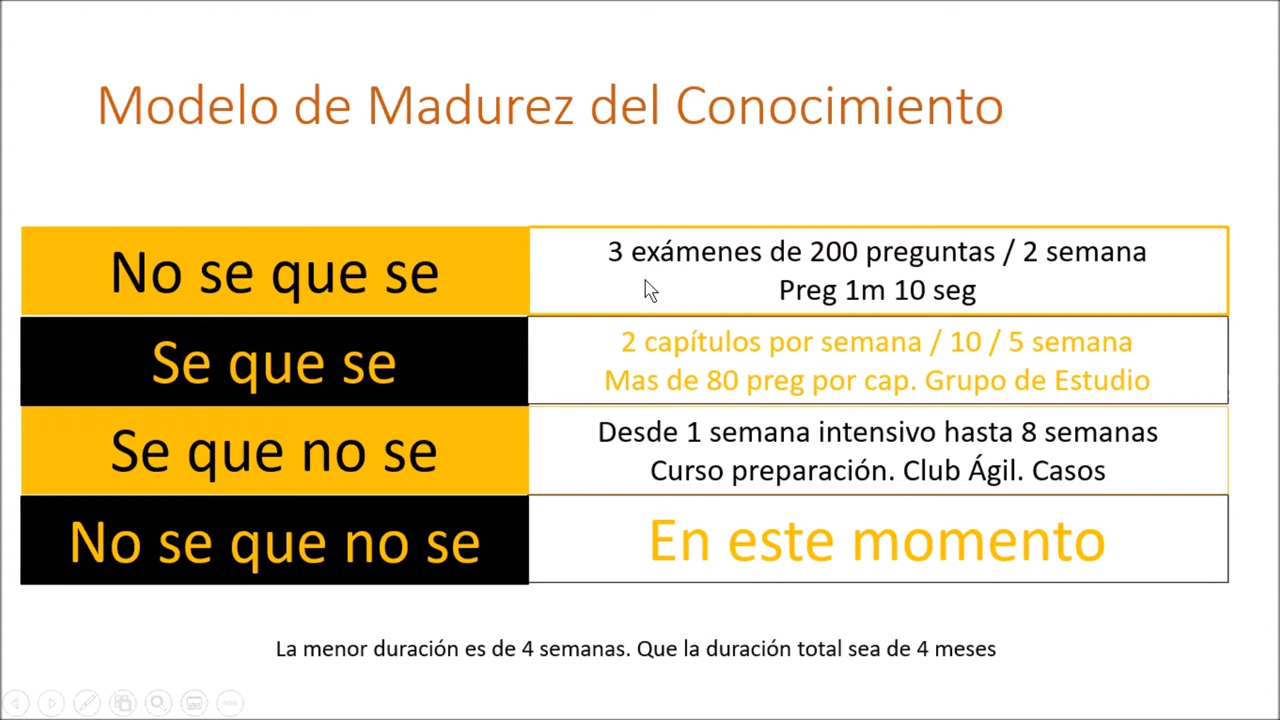 Modelo de Madurez del Conocimiento
No se que se
3 exámenes de 200 preguntas / 2 semana
Preg 1m 10 seg
Se que se
2 capítulos por semana / 10 / 5 semana
Mas de 80 preg por cap. Grupo de Estudio
Se que no se
Desde 1 semana intensivo hasta 8 semanas
Curso preparación. Club Ágil. Casos
No se que no se
En este momento
La menor duración es de 4 semanas. Que la duración total sea de 4 meses